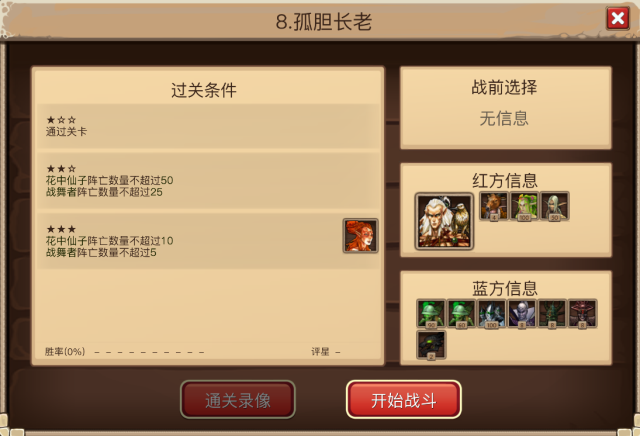 8.孤胆长老
过关条件
★☆☆
通过关卡
★★☆
花中仙子阵亡数量不超过50
战舞者阵亡数量不超过25
★★★
花中仙子阵亡数量不超过10
战舞者阵亡数量不超过5
胜率(0%) - - - - - - - - - -
评星 -
战前选择
无信息
红方信息
100
蓝方信息
100
通关录像
开始战斗